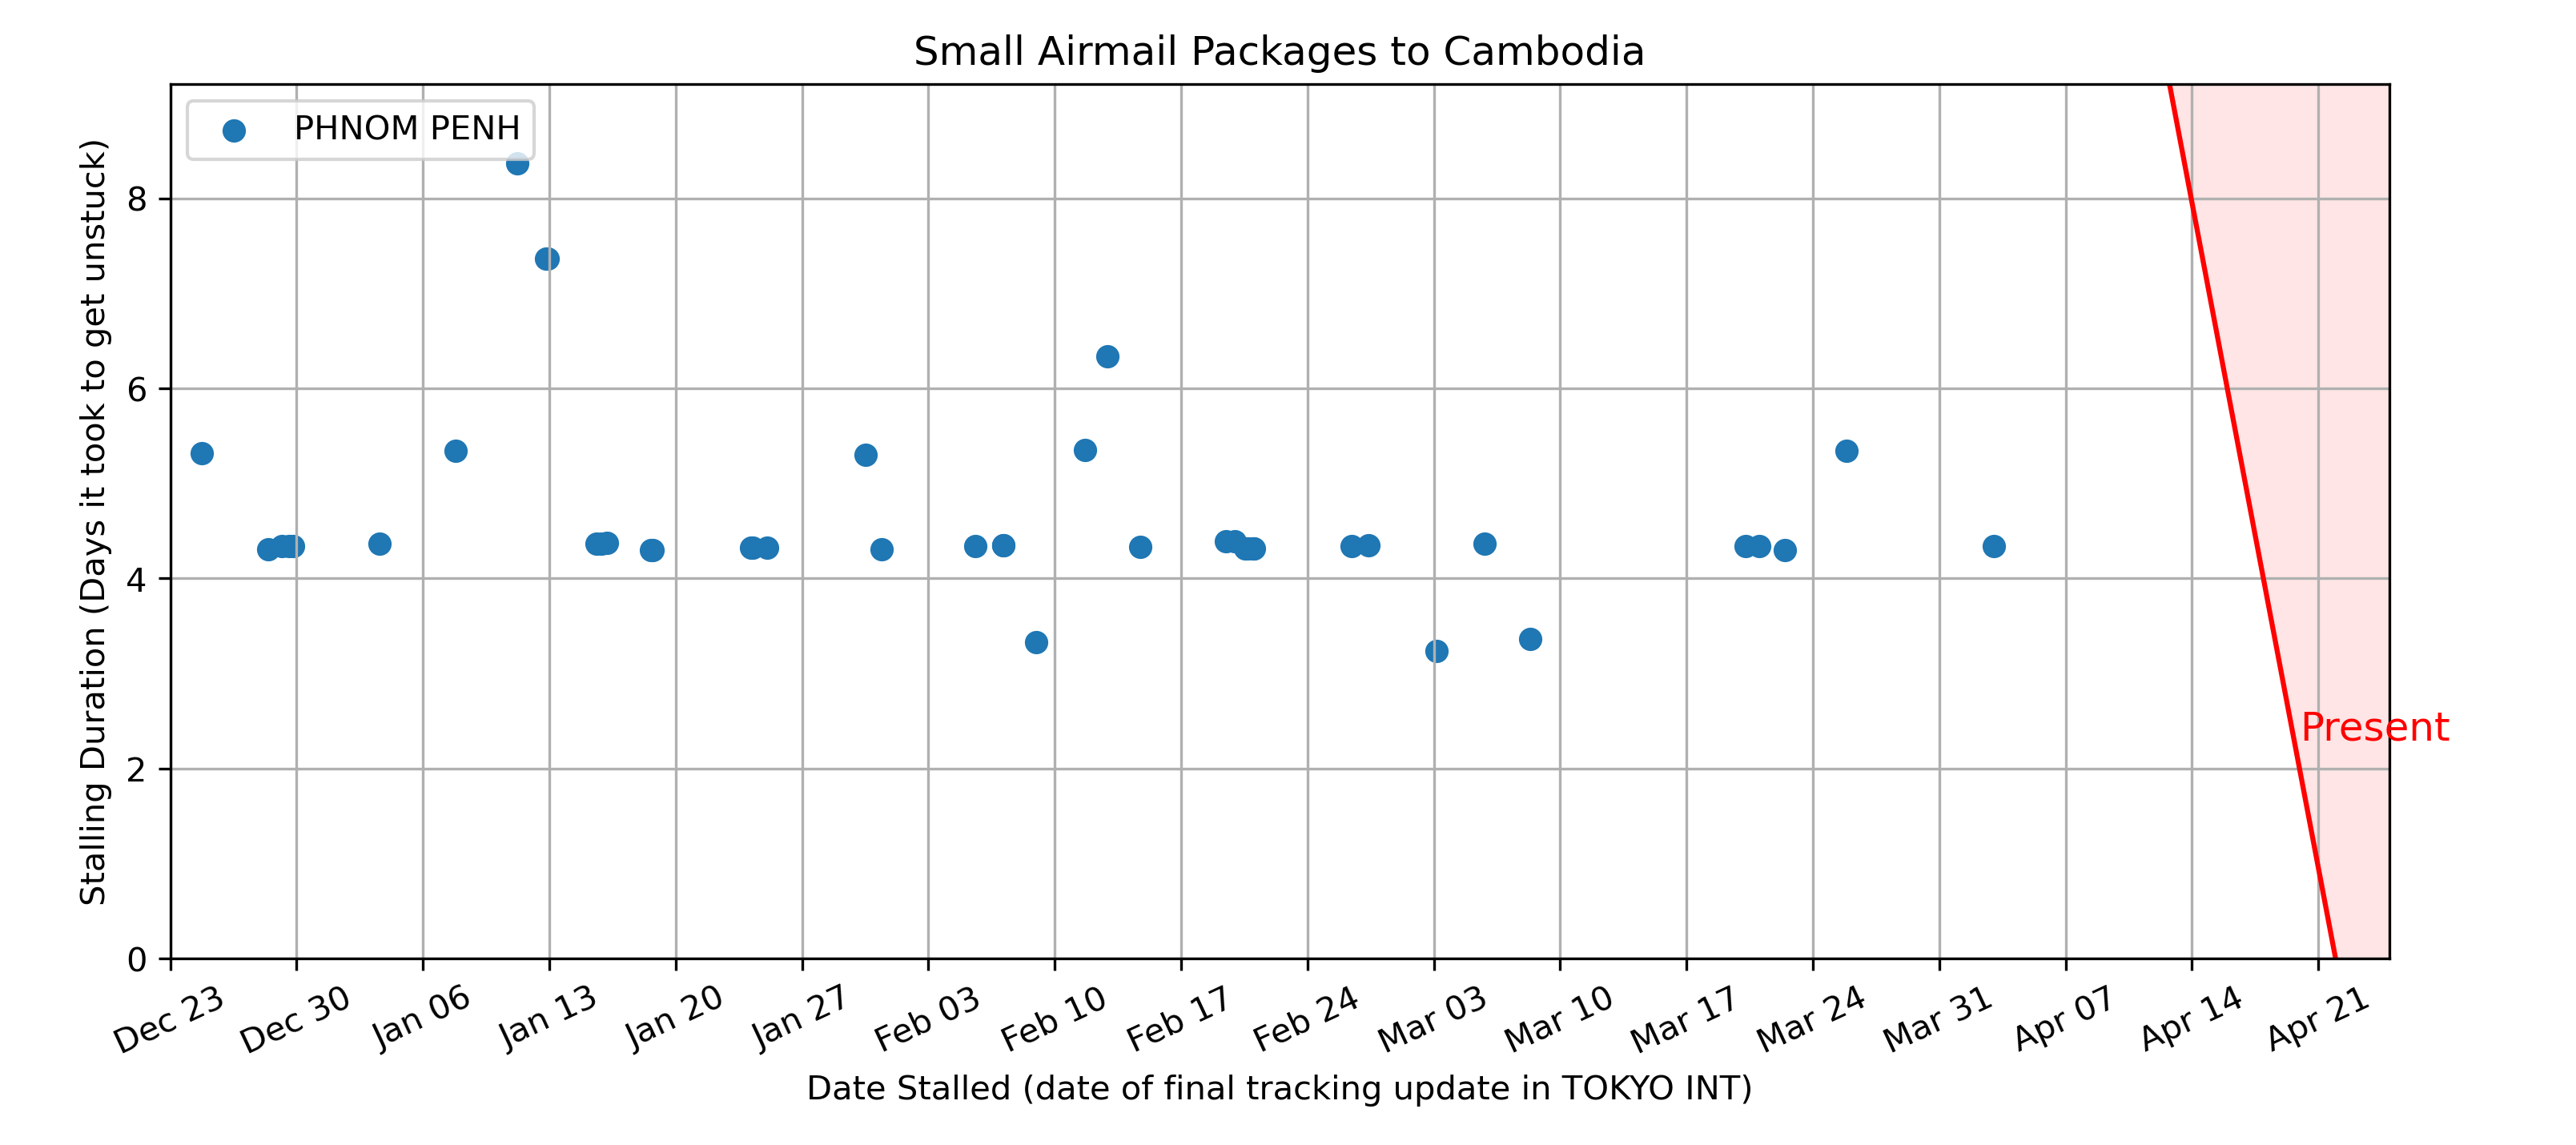 Small Airmail Packages to Cambodia
PHNOM PENH
Stalling Duration (Days it took to get unstuck)
8
6
4
2
0
Present
Dec 23
Dec 30
Jan 06
Jan 13
Jan 20
Jan 27
Feb 03
Feb 10
Feb 17
Feb 24
Mar 03
Mar 10
Mar 17
Mar 24
Mar 31
Apr 07
Apr 14
Apr 21
Date Stalled (date of final tracking update in TOKYO INT)